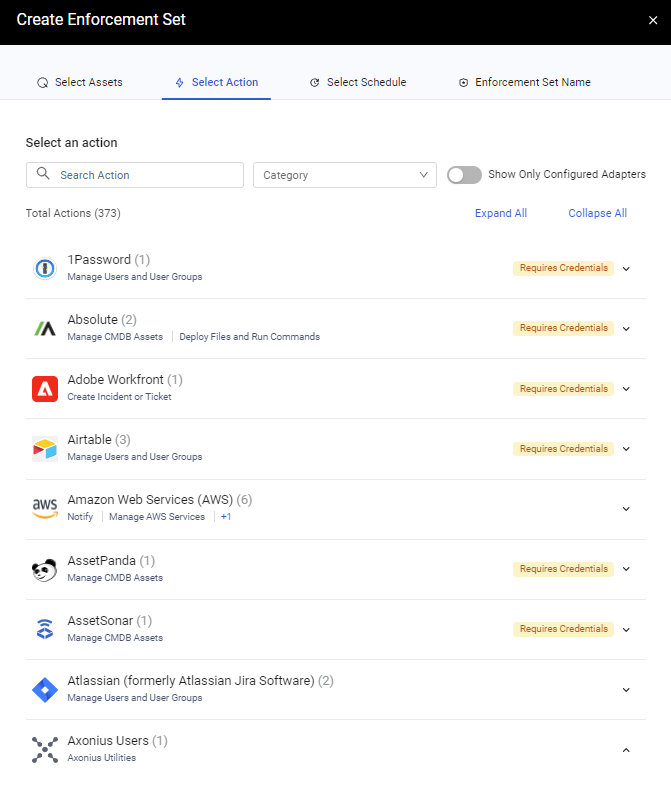 Create Enforcement Set
Select Assets Select Action Select Schedule Enforcement Set Name
Select an action
Search Action Category Show Only Configured Adapters
Total Actions (373) Expand All Collapse All
1Password (1)
Manage Users and User Groups
Requires Credentials
Absolute (2)
Manage CMDB Assets | Deploy Files and Run Commands
Requires Credentials
Adobe Workfront (1)
Create Incident or Ticket
Requires Credentials
Airtable (3)
Manage Users and User Groups
Requires Credentials
aws
Amazon Web Services (AWS) (6)
Notify | Manage AWS Services | +1
AssetPanda (1)
Manage CMDB Assets
Requires Credentials
AssetSonar (1)
Manage CMDB Assets
Requires Credentials
Atlassian (formerly Atlassian Jira Software) (2)
Manage Users and User Groups
Axonius Users (1)
Axonius Utilities